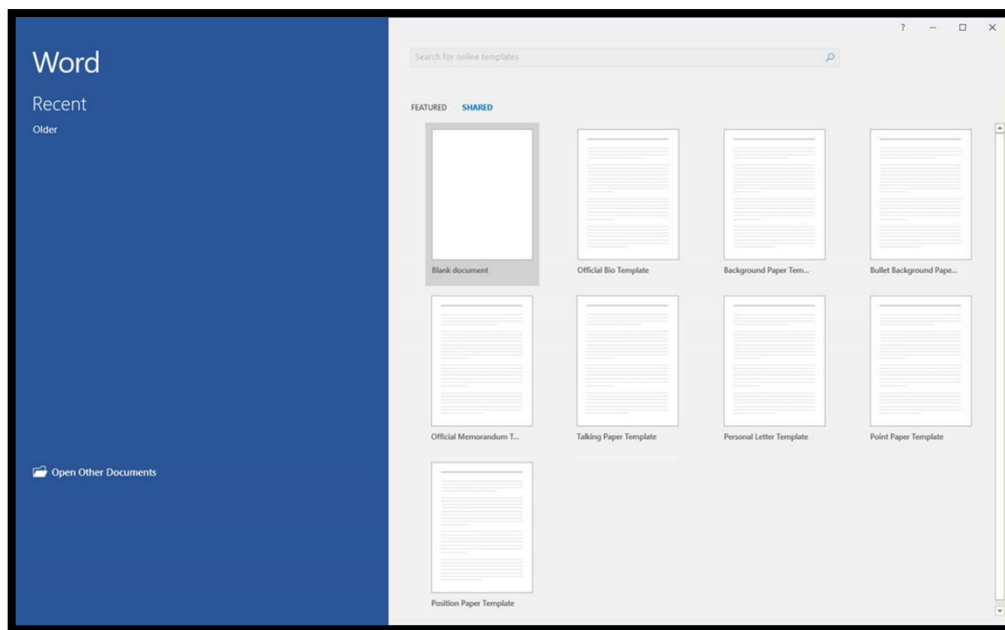 ?
Word
Search for online templates
Recent
FEATURED SHARED
Older
Blank document
Official Bio Template
Background Paper Tem...
Bullet Background Pape...
Official Memorandum T...
Talking Paper Template
Personal Letter Template
Point Paper Template
Open Other Documents
Position Paper Template